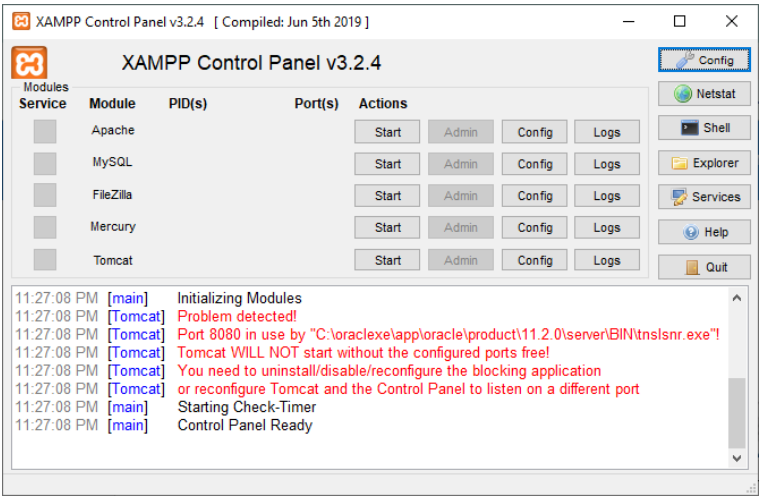 XAMPP Control Panel v3.2.4 [ Compiled: Jun 5th 2019 ]
XAMPP Control Panel v3.2.4
Config
Modules
Netstat
Service Module PID(s) Port(s) Actions
Apache Start Admin Config Logs
Shell
MySQL Start Admin Config Logs
Explorer
FileZilla Start Admin Config Logs
Services
Mercury Start Admin Config Logs
Help
Tomcat Start Admin Config Logs
Quit
11:27:08 PM [main] Initializing Modules
11:27:08 PM [Tomcat] Problem detected!
11:27:08 PM [Tomcat] Port 8080 in use by "C:\oraclexe\app\oracle\product\11.2.0\server\BIN\tnslsnr.exe"!
11:27:08 PM [Tomcat] Tomcat WILL NOT start without the configured ports free!
11:27:08 PM [Tomcat] You need to uninstall/disable/reconfigure the blocking application
11:27:08 PM [Tomcat] or reconfigure Tomcat and the Control Panel to listen on a different port
11:27:08 PM [main] Starting Check-Timer
11:27:08 PM [main] Control Panel Ready